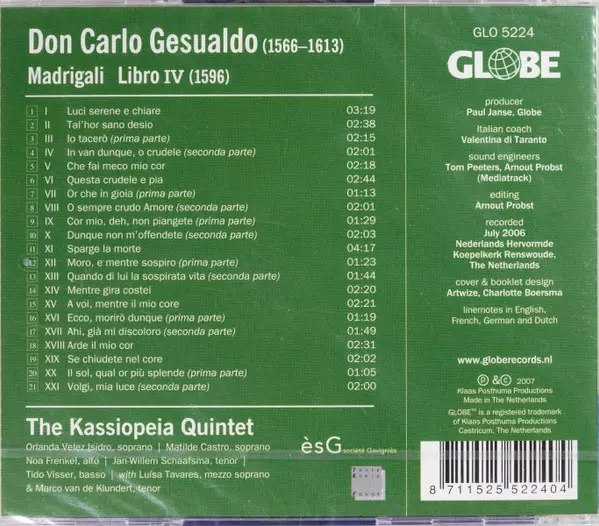 Don Carlo Gesualdo (1566–1613)
Madrigali Libro IV (1596)
1 I Luci serene e chiare 03:19
2 II Tal'hor sano desio 02:38
3 III Io tacerò (prima parte) 02:15
4 IV In van dunque, o crudele (seconda parte) 02:01
5 V Che fai meco mio cor 02:18
6 VI Questa crudele e pia 02:44
7 VII Or che in gioia (prima parte) 01:13
8 VIII O sempre crudo Amore (seconda parte) 02:01
9 IX Cor mio, deh, non piangete (prima parte) 01:29
10 X Dunque non m'offendete (seconda parte) 02:03
11 XI Sparge la morte 04:17
12 XII Moro, e mentre sospiro (prima parte) 01:23
13 XIII Quando di lui la sospirata vita (seconda parte) 01:44
14 XIV Mentre gira costei 02:20
15 XV A voi, mentre il mio core 02:21
16 XVI Ecco, morirò dunque (prima parte) 01:19
17 XVII Ahi, già mi discoloro (seconda parte) 01:49
18 XVIII Arde il mio cor 02:31
19 XIX Se chiudete nel core 02:02
20 XX Il sol, qual or più splende (prima parte) 01:05
21 XXI Volgi, mia luce (seconda parte) 02:00
The Kassiopeia Quintet
Orlanda Velez Isidro, soprano | Matilde Castro, soprano
Noa Frenkel, alto | Jan-Willem Schaafsma, tenor |
Tido Visser, basso | with Luísa Tavares, mezzo soprano
& Marco van de Klundert, tenor
èsG société Gavigniès
GLO 5224
GLOBE
producer
Paul Janse, Globe
Italian coach
Valentina di Taranto
sound engineers
Tom Peeters, Arnout Probst
(Mediatrack)
editing
Arnout Probst
recorded
July 2006
Nederlands Hervormde
Koepelkerk Renswoude,
The Netherlands
cover & booklet design
Artwize, Charlotte Boersma
linernotes in English,
French, German and Dutch
www.globerecords.nl
℗ & © 2007
Klaas Posthuma Productions
Made in The Netherlands
GLOBE™ is a registered trademark
of Klaas Posthuma Productions
Castricum, The Netherlands.
8 711525 522404